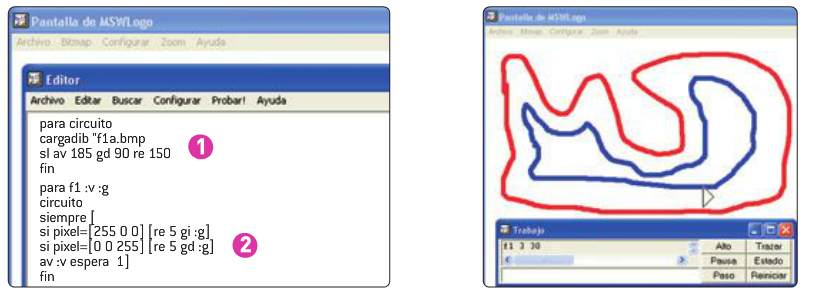 Pantalla de MSWLogo
Archivo Bitmap Configurar Zoom Ayuda
Editor
Archivo Editar Buscar Configurar Probar! Ayuda
para circuito
cargadib "f1a.bmp
sl av 185 gd 90 re 150
1
fin
para f1 :v :g
circuito
siempre [
si pixel=[255 0 0] [re 5 gi :g]
si pixel=[0 0 255] [re 5 gd :g]
2
av :v espera 1]
fin
Pantalla de MSWLogo
Archivo Bitmap Configurar Zoom Ayuda
Trabajo
f1 3 30
Alto Trazar
Pausa Estado
Paso Reiniciar